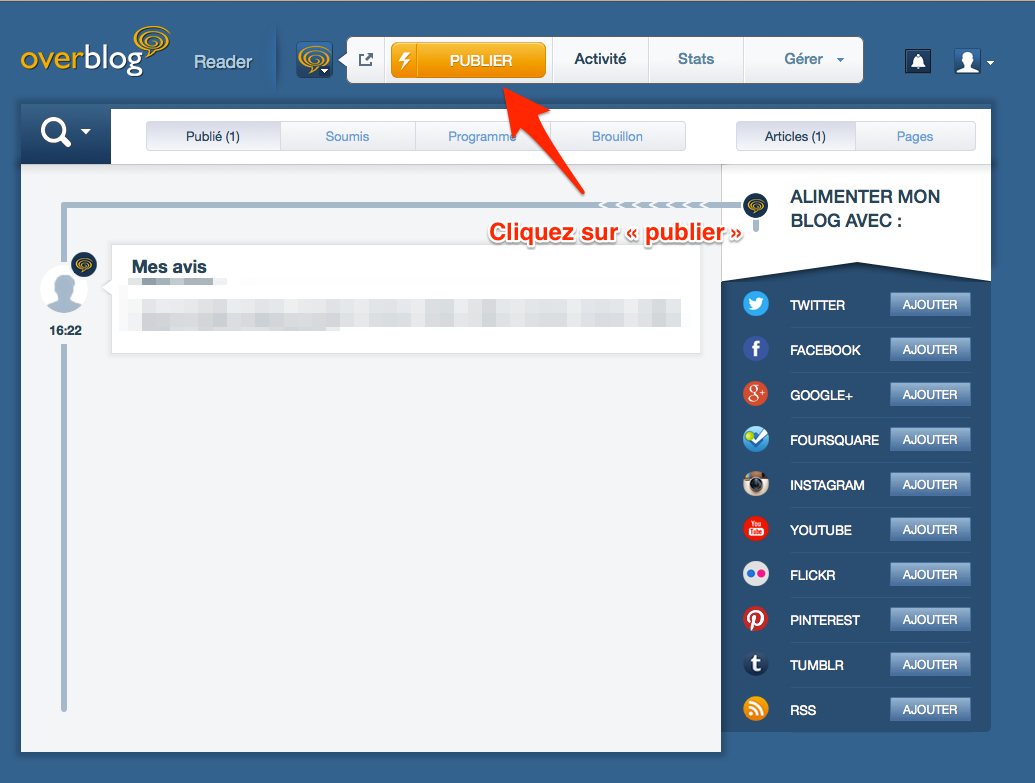 overblog
Reader
PUBLIER
Activité
Stats
Gérer
Publié (1)
Soumis
Programmé
Brouillon
Articles (1)
Pages
ALIMENTER MON
BLOG AVEC :
Cliquez sur « publier »
Mes avis
16:22
TWITTER AJOUTER
FACEBOOK AJOUTER
GOOGLE+ AJOUTER
FOURSQUARE AJOUTER
INSTAGRAM AJOUTER
YOUTUBE AJOUTER
FLICKR AJOUTER
PINTEREST AJOUTER
TUMBLR AJOUTER
RSS AJOUTER